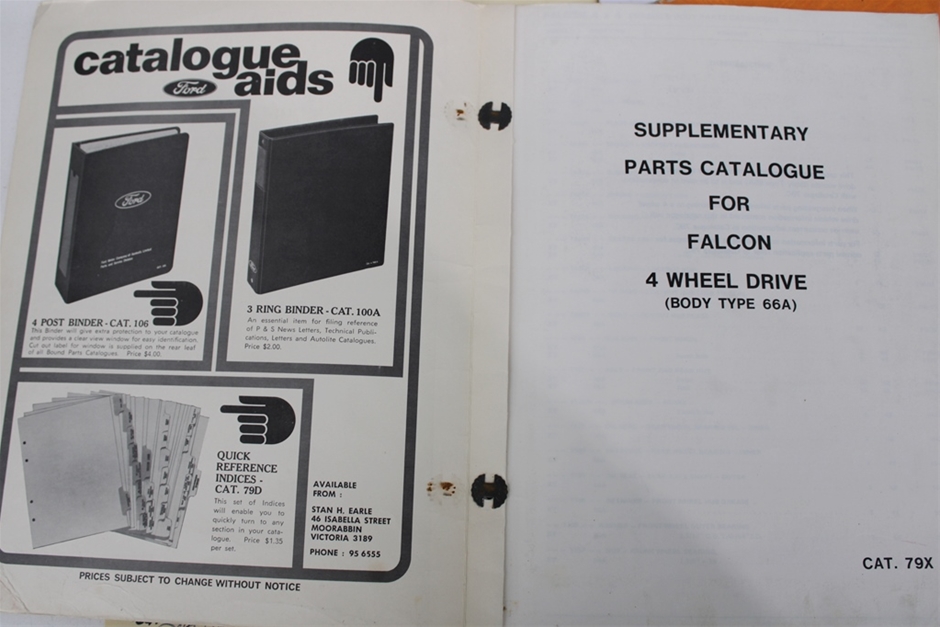 catalogue
Ford
aids
Ford
4 POST BINDER - CAT. 106
This Binder will give extra protection to your catalogue
and provides a clear view window for easy identification.
Cut out label for window is supplied on the rear leaf
of all Bound Parts Catalogues. Price $4.00.
3 RING BINDER - CAT. 100A
An essential item for filing reference
of P & S News Letters, Technical Publi-
cations, Letters and Autolite Catalogues.
Price $2.00.
QUICK
REFERENCE
INDICES -
CAT. 79D
This set of Indices
will enable you to
quickly turn to any
section in your cata-
logue. Price $1.35
per set.
AVAILABLE
FROM :
STAN H. EARLE
46 ISABELLA STREET
MOORABBIN
VICTORIA 3189
PHONE : 95 6555
PRICES SUBJECT TO CHANGE WITHOUT NOTICE
SUPPLEMENTARY
PARTS CATALOGUE
FOR
FALCON
4 WHEEL DRIVE
(BODY TYPE 66A)
CAT. 79X